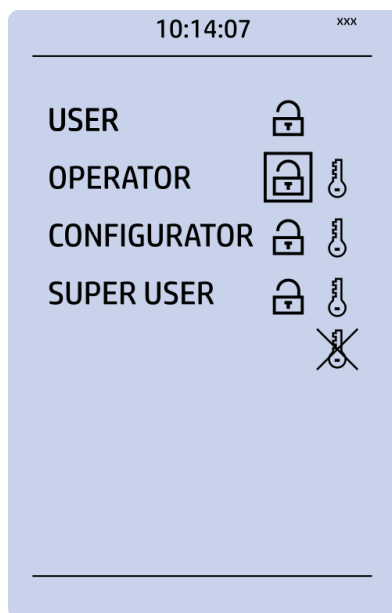 10:14:07 xxx
USER
OPERATOR
CONFIGURATOR
SUPER USER